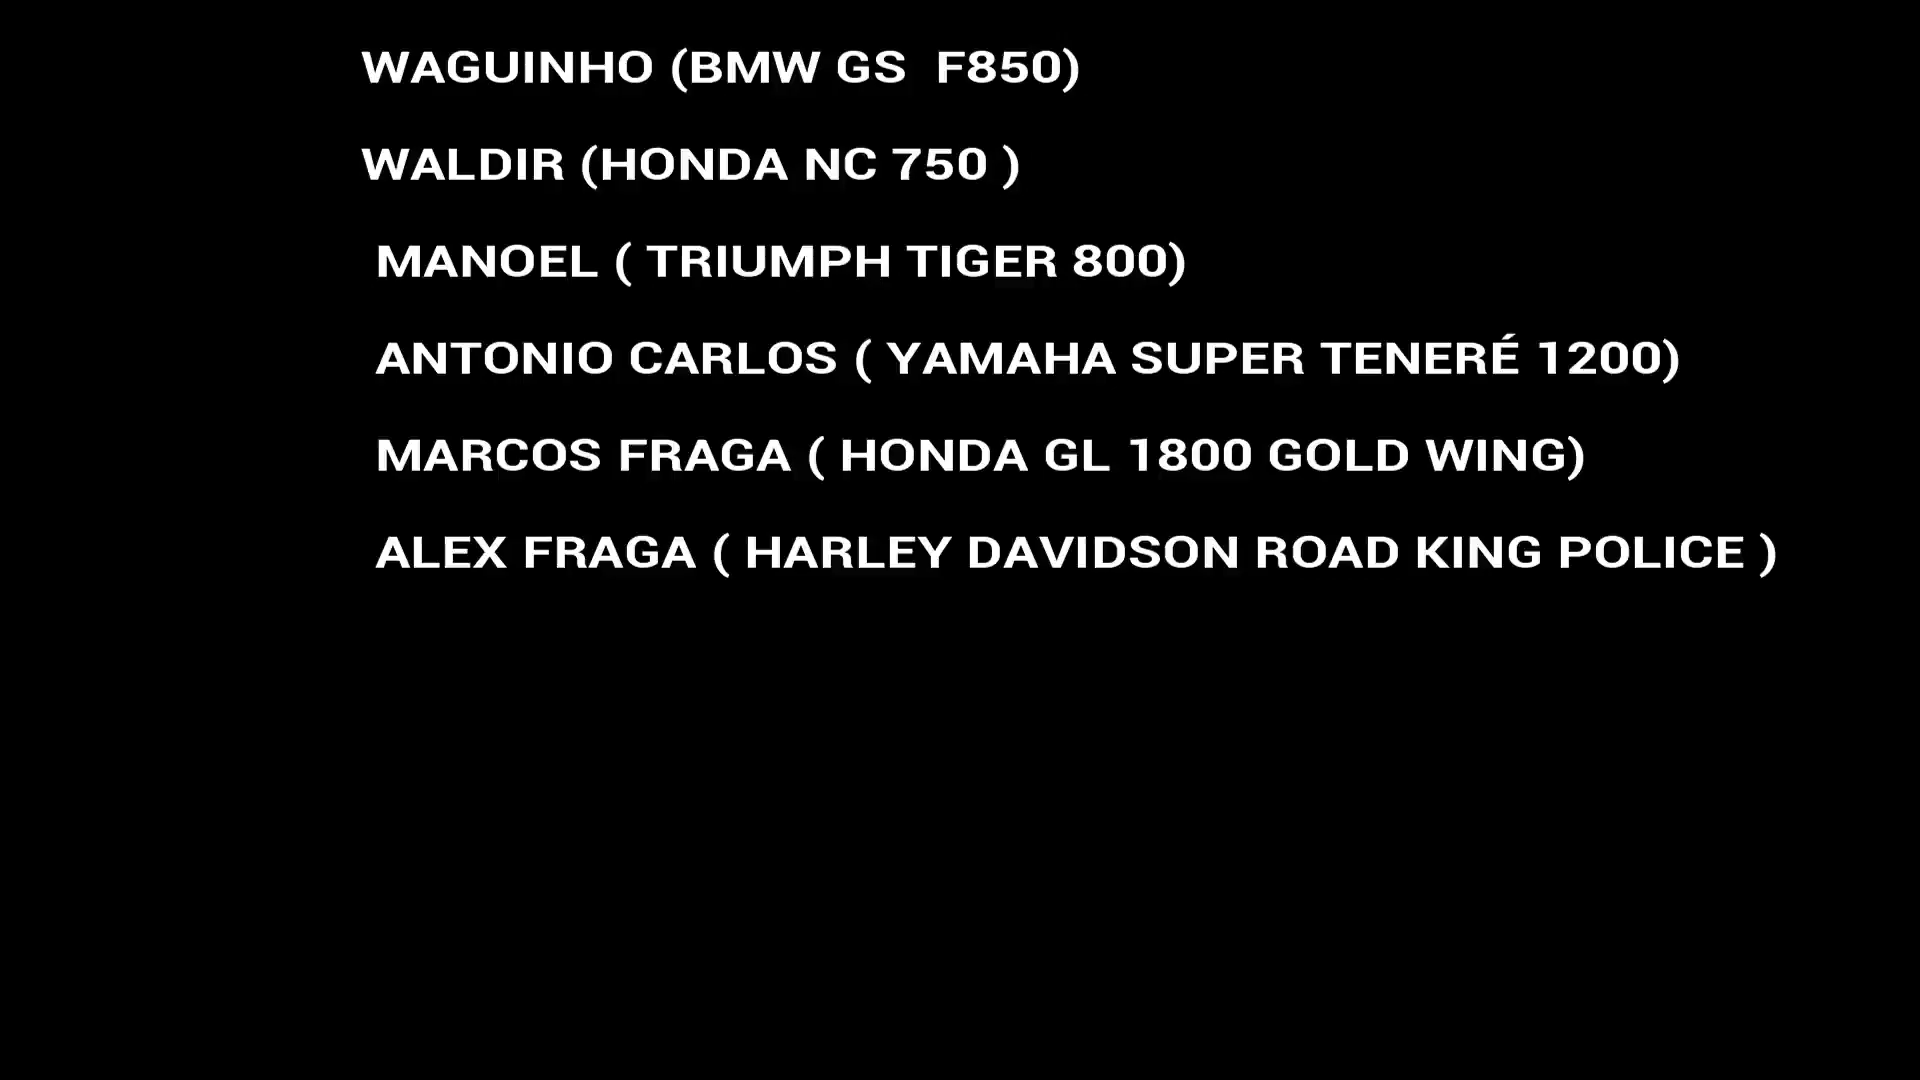 WAGUINHO (BMW GS  F850)
WALDIR (HONDA NC 750 )
MANOEL ( TRIUMPH TIGER 800)
ANTONIO CARLOS ( YAMAHA SUPER TENERÉ 1200)
MARCOS FRAGA ( HONDA GL 1800 GOLD WING)
ALEX FRAGA ( HARLEY DAVIDSON ROAD KING POLICE )